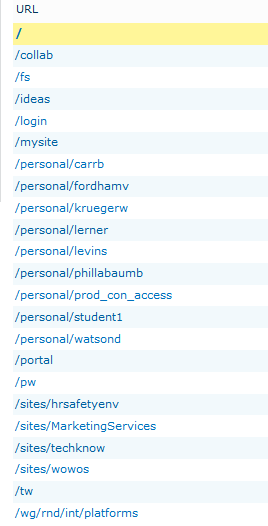 URL
/
/collab
/fs
/ideas
/login
/mysite
/personal/carrb
/personal/fordhamv
/personal/kruegerw
/personal/lerner
/personal/levins
/personal/phillabaumb
/personal/prod_con_access
/personal/student1
/personal/watsond
/portal
/pw
/sites/hrsafetyenv
/sites/MarketingServices
/sites/techknow
/sites/wowos
/tw
/wg/rnd/int/platforms